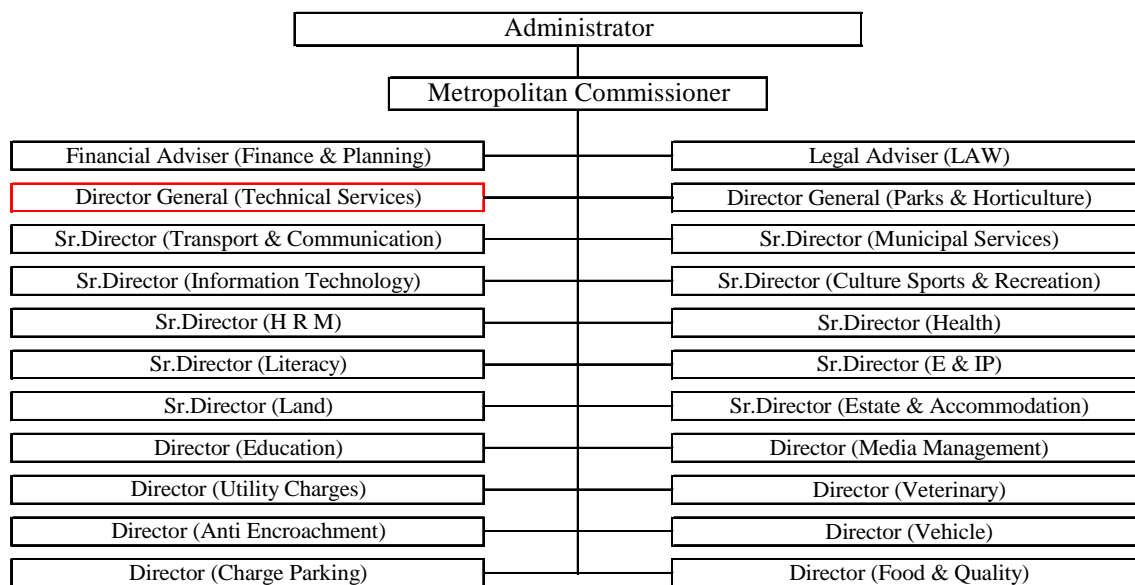 Administrator
Metropolitan Commissioner
Financial Adviser (Finance & Planning)
Legal Adviser (LAW)
Director General (Technical Services)
Director General (Parks & Horticulture)
Sr.Director (Transport & Communication)
Sr.Director (Municipal Services)
Sr.Director (Information Technology)
Sr.Director (Culture Sports & Recreation)
Sr.Director (H R M)
Sr.Director (Health)
Sr.Director (Literacy)
Sr.Director (E & IP)
Sr.Director (Land)
Sr.Director (Estate & Accommodation)
Director (Education)
Director (Media Management)
Director (Utility Charges)
Director (Veterinary)
Director (Anti Encroachment)
Director (Vehicle)
Director (Charge Parking)
Director (Food & Quality)